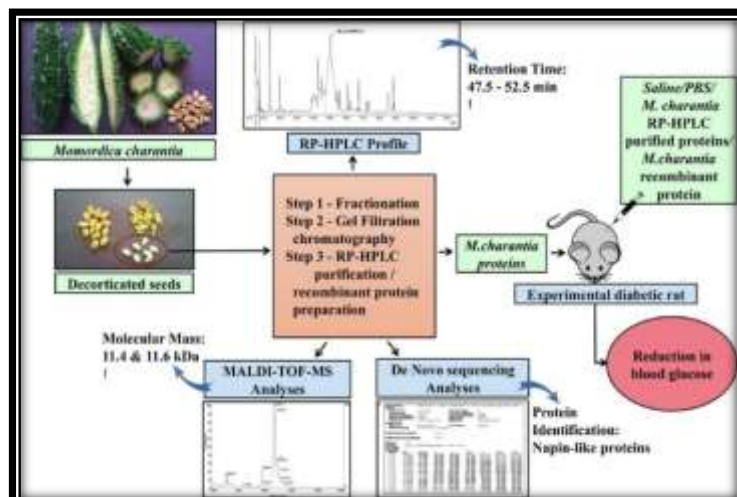 Momordica charantia
Decorticated seeds
RP-HPLC Profile
Retention Time:
47.5 - 52.5 min
Step 1 - Fractionation
Step 2 - Gel Filtration
chromatography
Step 3 - RP-HPLC
purification /
recombinant protein
preparation
M.charantia
proteins
Saline/PBS/
M. charantia
RP-HPLC
purified proteins/
M.charantia
recombinant
protein
Experimental diabetic rat
Reduction in
blood glucose
Molecular Mass:
11.4 & 11.6 kDa
MALDI-TOF-MS
Analyses
De Novo sequencing
Analyses
Protein
Identification:
Napin-like proteins